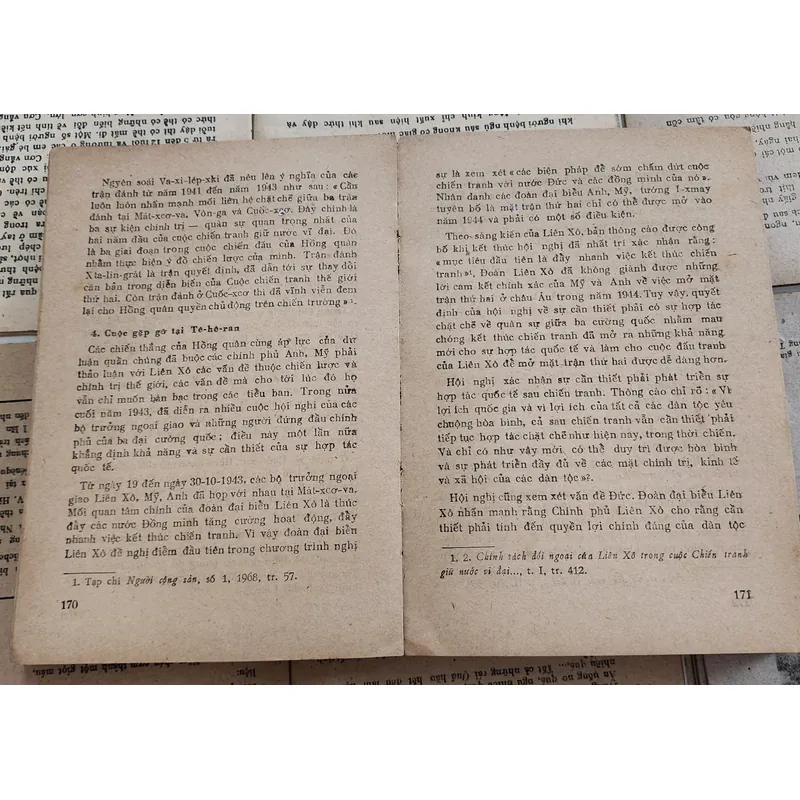 Nguyên soái Va-xi-lép-xki đã nêu lên ý nghĩa của các
trận đánh từ năm 1941 đến năm 1943 như sau: «Cần
luôn luôn nhấn mạnh mối liên hệ chặt chẽ giữa ba trận
đánh tại Mát-xcơ-va, Vôn-ga và Cuốc-xcơ. Đây chính là
ba sự kiện chính trị — quân sự quan trọng nhất của
hai năm đầu của cuộc chiến tranh giữ nước vĩ đại. Đó
là ba giai đoạn trong cuộc chiến đấu của Hồng quân
nhằm thực hiện ý đồ chiến lược của mình. Trận đánh
Xta-lin-grát là trận quyết định, đã dẫn tới sự thay đổi
căn bản trong diễn biến của Cuộc chiến tranh thế giới
thứ hai. Còn trận đánh ở Cuốc-xcơ thì đã vĩnh viễn đem
lại cho Hồng quân quyền chủ động trên chiến trường»¹.
4. Cuộc gặp gỡ tại Tê-hê-ran
Các chiến thắng của Hồng quân cùng áp lực của dư
luận quần chúng đã buộc các chính phủ Anh, Mỹ phải
thảo luận với Liên Xô các vấn đề thuộc chiến lược và
chính trị thế giới, các vấn đề mà cho tới lúc đó họ
vẫn chỉ muốn bàn bạc trong các tiểu ban. Trong nửa
cuối năm 1943, đã diễn ra nhiều cuộc hội nghị của các
bộ trưởng ngoại giao và những người đứng đầu chính
phủ của ba đại cường quốc; điều này một lần nữa
khẳng định khả năng và sự cần thiết của sự hợp tác
quốc tế.
Từ ngày 19 đến ngày 30-10-1943, các bộ trưởng ngoại
giao Liên Xô, Mỹ, Anh đã họp với nhau tại Mát-xcơ-va.
Mối quan tâm chính của đoàn đại biểu Liên Xô là thúc
đẩy các nước Đồng minh tăng cường hoạt động, đẩy
nhanh việc kết thúc chiến tranh. Vì vậy đoàn đại biểu
Liên Xô đề nghị điểm đầu tiên trong chương trình nghị
1. Tạp chí Người cộng sản, số 1, 1968, tr. 57.
170
sự là xem xét «các biện pháp để sớm chấm dứt cuộc
chiến tranh với nước Đức và các đồng minh của nó».
Nhân danh các đoàn đại biểu Anh, Mỹ, tướng I-xmay
tuyên bố là mặt trận thứ hai chỉ có thể được mở vào
năm 1944 và phải có một số điều kiện.
Theo sáng kiến của Liên Xô, bản thông cáo được công
bố khi kết thúc hội nghị đã nhất trí xác nhận rằng:
«mục tiêu đầu tiên là đẩy nhanh việc kết thúc chiến
tranh»¹, Đoàn Liên Xô đã không giành được những
lời cam kết chính xác của Mỹ và Anh về việc mở mặt
trận thứ hai ở châu Âu trong năm 1944. Tuy vậy, quyết
định của hội nghị về sự cần thiết phải có sự hợp tác
chặt chẽ về quân sự giữa ba cường quốc nhằm mau
chóng kết thúc chiến tranh đã mở ra những khả năng
mới cho sự hợp tác quốc tế và làm cho cuộc đấu tranh
của Liên Xô để mở mặt trận thứ hai được dễ dàng hơn.
Hội nghị xác nhận sự cần thiết phải phát triển sự
hợp tác quốc tế sau chiến tranh. Thông cáo chỉ rõ: «Vì
lợi ích quốc gia và vì lợi ích của tất cả các dân tộc yêu
chuộng hòa bình, cả sau chiến tranh vẫn cần thiết phải
tiếp tục hợp tác chặt chẽ như hiện nay, trong thời chiến.
Và chỉ có như vậy mới có thể duy trì được hòa bình
và sự phát triển đầy đủ về các mặt chính trị, kinh tế
và xã hội của các dân tộc»².
Hội nghị cũng xem xét vấn đề Đức. Đoàn đại biểu Liên
Xô nhấn mạnh rằng Chính phủ Liên Xô cho rằng cần
thiết phải tính đến quyền lợi chính đáng của dân tộc
1. 2. Chính sách đối ngoại của Liên Xô trong cuộc Chiến tranh
giữ nước vĩ đại..., t. I, tr. 412.
171